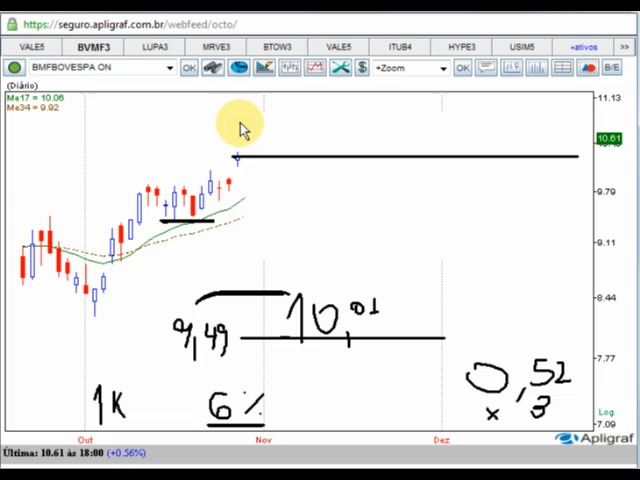 https://seguro.apligraf.com.br/webfeed/octo/
VALE5 BVMF3 LUPA3 MRVE3 BTOW3 VALE5 ITUB4 HYPE3 USIM5 +ativos >>
BMFBOVESPA ON OK $ +Zoom OK B/E
(Diário)
Me17 = 10.06
Me34 = 9.92
11.13
10.61
9.79
9.11
8.44
7.77
7.09
10,01
9,49
0,52
x 3
1K 6%
Log
Out Nov Dez
Apligraf
Última: 10.61 ás 18:00 (+0.56%)